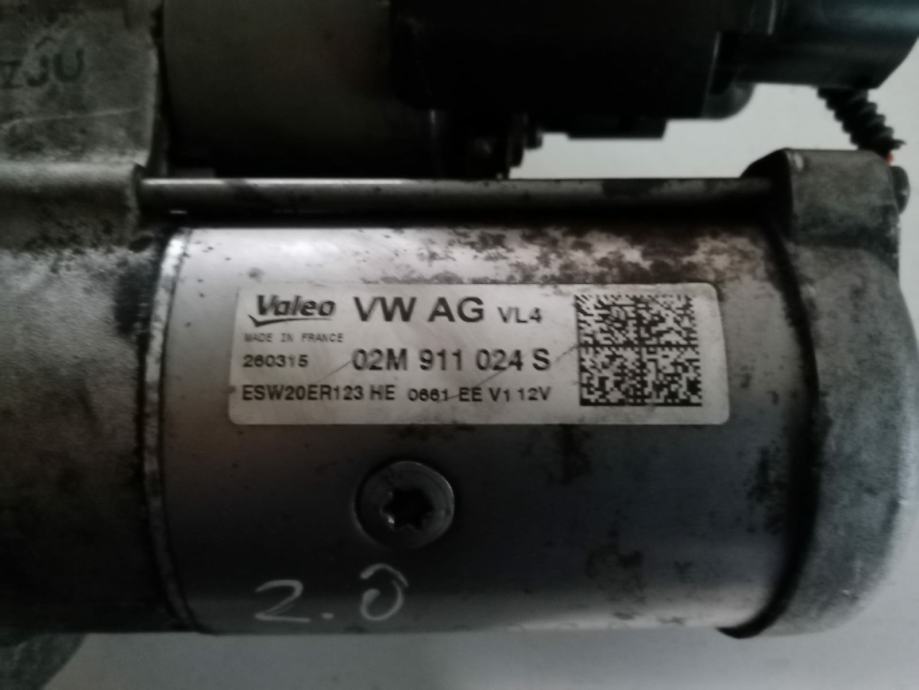 ZJU
Valeo VW AG VL4
MADE IN FRANCE
260315 02M 911 024 S
ESW20ER123 HE 0661 EE V1 12V
2.0